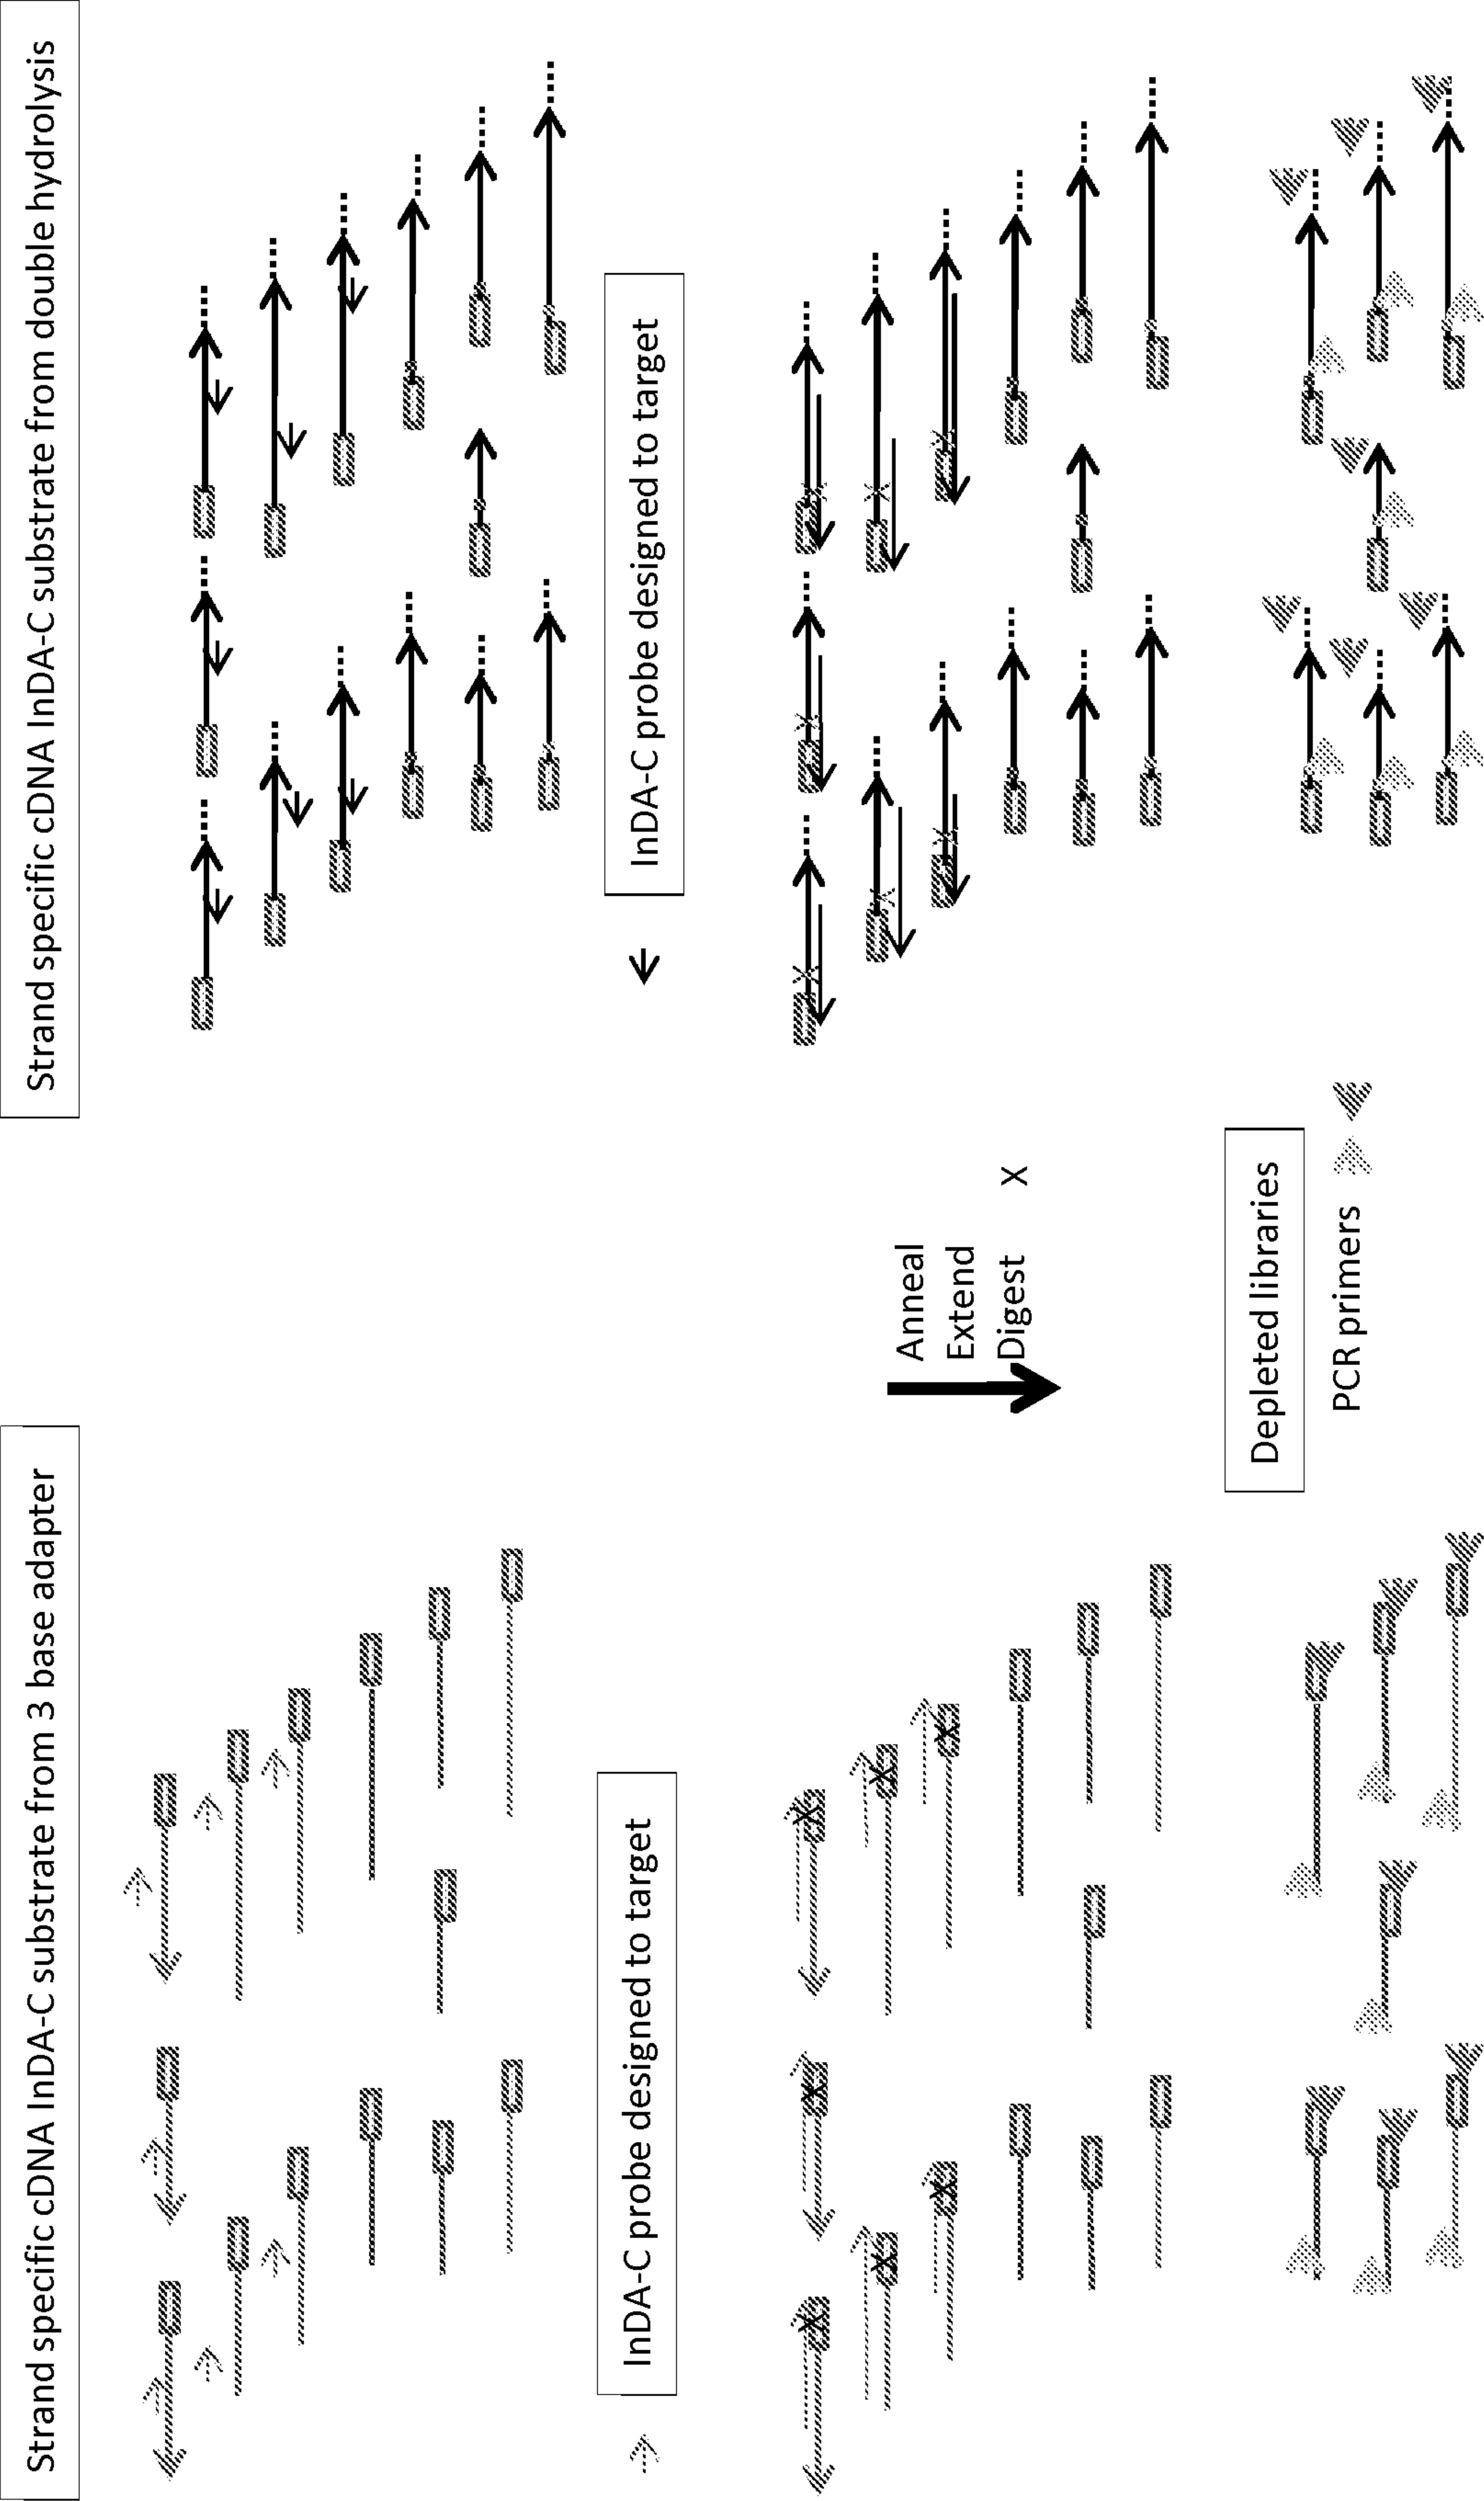 Strand specific cDNA InDA-C substrate from 3 base adapter
Strand specific cDNA InDA-C substrate from double hydrolysis
InDA-C probe designed to target
InDA-C probe designed to target
Anneal
Extend
Digest X
Depleted libraries
PCR primers